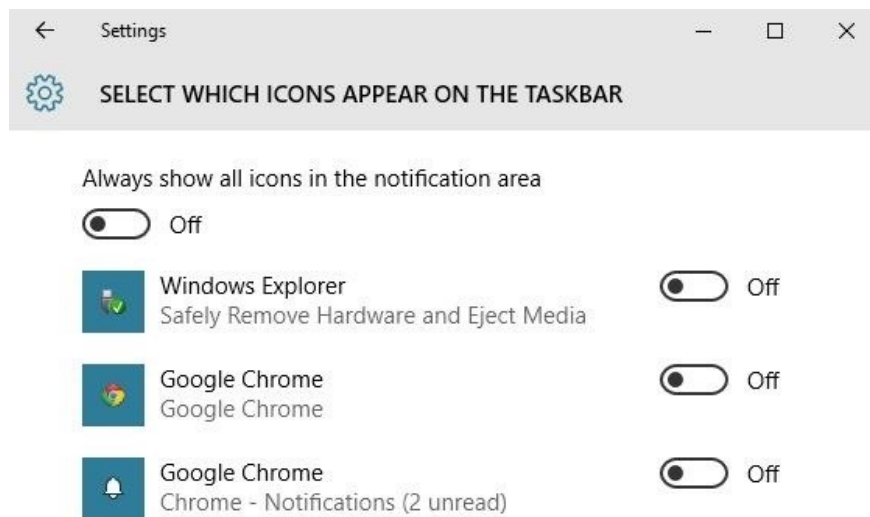 Settings
SELECT WHICH ICONS APPEAR ON THE TASKBAR
Always show all icons in the notification area
Off
Windows Explorer
Off
Safely Remove Hardware and Eject Media
Google Chrome
Off
Google Chrome
Google Chrome
Off
Chrome - Notifications (2 unread)